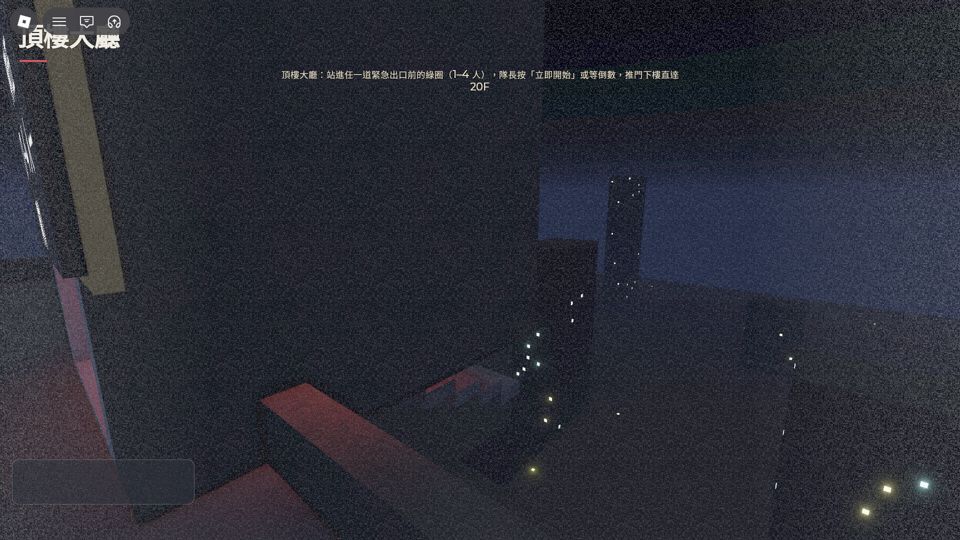 頂樓大廳
頂樓大廳：站進任一道緊急出口前的綠圈（1–4 人），隊長按「立即開始」或等倒數，推門下樓直達
20F